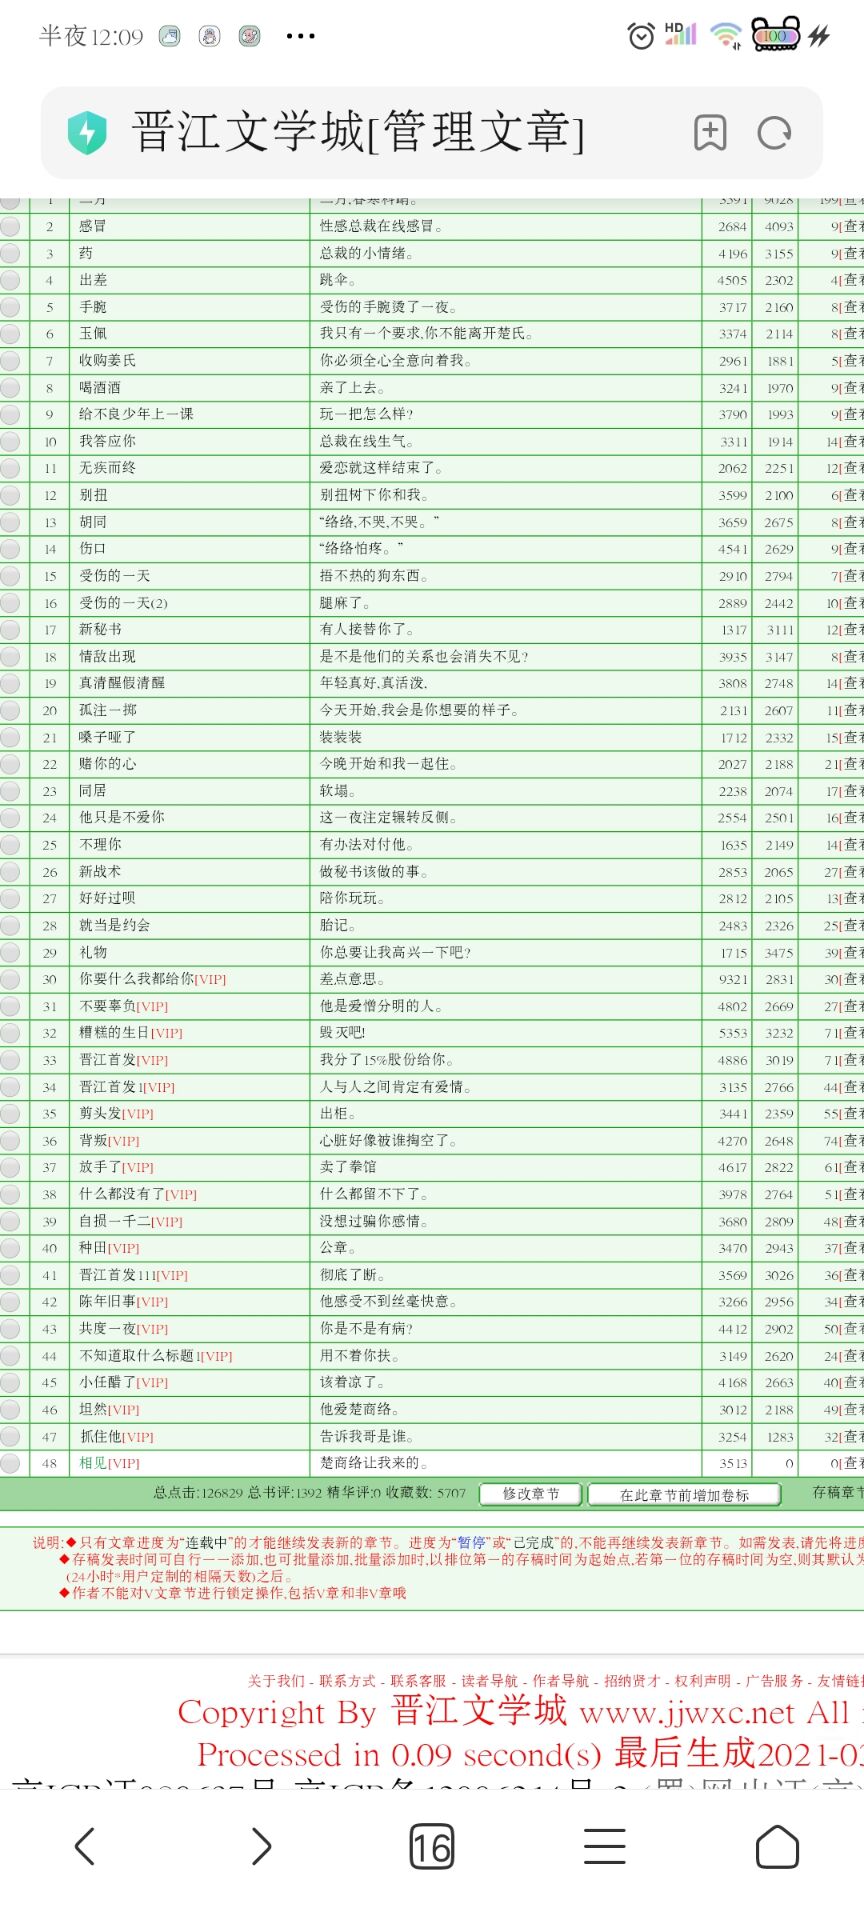 半夜12:09 HD 100
晋江文学城[管理文章]
1 二月 二月,春寒料峭。 3391 9028 199[查看
2 感冒 性感总裁在线感冒。 2684 4093 9[查看
3 药 总裁的小情绪。 4196 3155 9[查看
4 出差 跳伞。 4505 2302 4[查看
5 手腕 受伤的手腕烫了一夜。 3717 2160 8[查看
6 玉佩 我只有一个要求,你不能离开楚氏。 3374 2114 8[查看
7 收购姜氏 你必须全心全意向着我。 2961 1881 5[查看
8 喝酒酒 亲了上去。 3241 1970 9[查看
9 给不良少年上一课 玩一把怎么样? 3790 1993 9[查看
10 我答应你 总裁在线生气。 3311 1914 14[查看
11 无疾而终 爱恋就这样结束了。 2062 2251 12[查看
12 别扭 别扭树下你和我。 3599 2100 6[查看
13 胡同 “络络,不哭,不哭。” 3659 2675 8[查看
14 伤口 “络络怕疼。” 4541 2629 9[查看
15 受伤的一天 捂不热的狗东西。 2910 2794 7[查看
16 受伤的一天(2) 腿麻了。 2889 2442 10[查看
17 新秘书 有人接替你了。 1317 3111 12[查看
18 情敌出现 是不是他们的关系也会消失不见? 3935 3147 8[查看
19 真清醒假清醒 年轻真好,真活泼, 3808 2748 14[查看
20 孤注一掷 今天开始,我会是你想要的样子。 2131 2607 11[查看
21 嗓子哑了 装装装 1712 2332 15[查看
22 赌你的心 今晚开始和我一起住。 2027 2188 21[查看
23 同居 软塌。 2238 2074 17[查看
24 他只是不爱你 这一夜注定辗转反侧。 2554 2501 16[查看
25 不理你 有办法对付他。 1635 2149 14[查看
26 新战术 做秘书该做的事。 2853 2065 27[查看
27 好好过呗 陪你玩玩。 2812 2105 13[查看
28 就当是约会 胎记。 2483 2326 25[查看
29 礼物 你总要让我高兴一下吧? 1715 3475 39[查看
30 你要什么我都给你[VIP] 差点意思。 9321 2831 30[查看
31 不要辜负[VIP] 他是爱憎分明的人。 4802 2669 27[查看
32 糟糕的生日[VIP] 毁灭吧! 5353 3232 71[查看
33 晋江首发[VIP] 我分了15%股份给你。 4886 3019 71[查看
34 晋江首发1[VIP] 人与人之间肯定有爱情。 3135 2766 44[查看
35 剪头发[VIP] 出柜。 3441 2359 55[查看
36 背叛[VIP] 心脏好像被谁掏空了。 4270 2648 74[查看
37 放手了[VIP] 卖了拳馆 4617 2822 61[查看
38 什么都没有了[VIP] 什么都留不下了。 3978 2764 51[查看
39 自损一千二[VIP] 没想过骗你感情。 3680 2809 48[查看
40 种田[VIP] 公章。 3470 2943 37[查看
41 晋江首发111[VIP] 彻底了断。 3569 3026 36[查看
42 陈年旧事[VIP] 他感受不到丝毫快意。 3266 2956 34[查看
43 共度一夜[VIP] 你是不是有病? 4412 2902 50[查看
44 不知道取什么标题1[VIP] 用不着你扶。 3149 2620 24[查看
45 小任醋了[VIP] 该着凉了。 4168 2663 40[查看
46 坦然[VIP] 他爱楚商络。 3012 2188 49[查看
47 抓住他[VIP] 告诉我哥是谁。 3254 1283 32[查看
48 相见[VIP] 楚商络让我来的。 3513 0 0[查看
总点击:126829 总书评:1392 精华评:0 收藏数: 5707 修改章节 在此章节前增加卷标 存稿章节
说明:◆只有文章进度为“连载中”的才能继续发表新的章节。进度为“暂停”或“已完成”的,不能再继续发表新章节。如需发表,请先将进度
◆存稿发表时间可自行一一添加,也可批量添加,批量添加时,以排位第一的存稿时间为起始点,若第一位的存稿时间为空,则其默认为
(24小时*用户定制的相隔天数)之后。
◆作者不能对V文章节进行锁定操作,包括V章和非V章哦
关于我们 - 联系方式 - 联系客服 - 读者导航 - 作者导航 - 招纳贤才 - 权利声明 - 广告服务 - 友情链接
Copyright By 晋江文学城 www.jjwxc.net All
Processed in 0.09 second(s) 最后生成2021-03
16